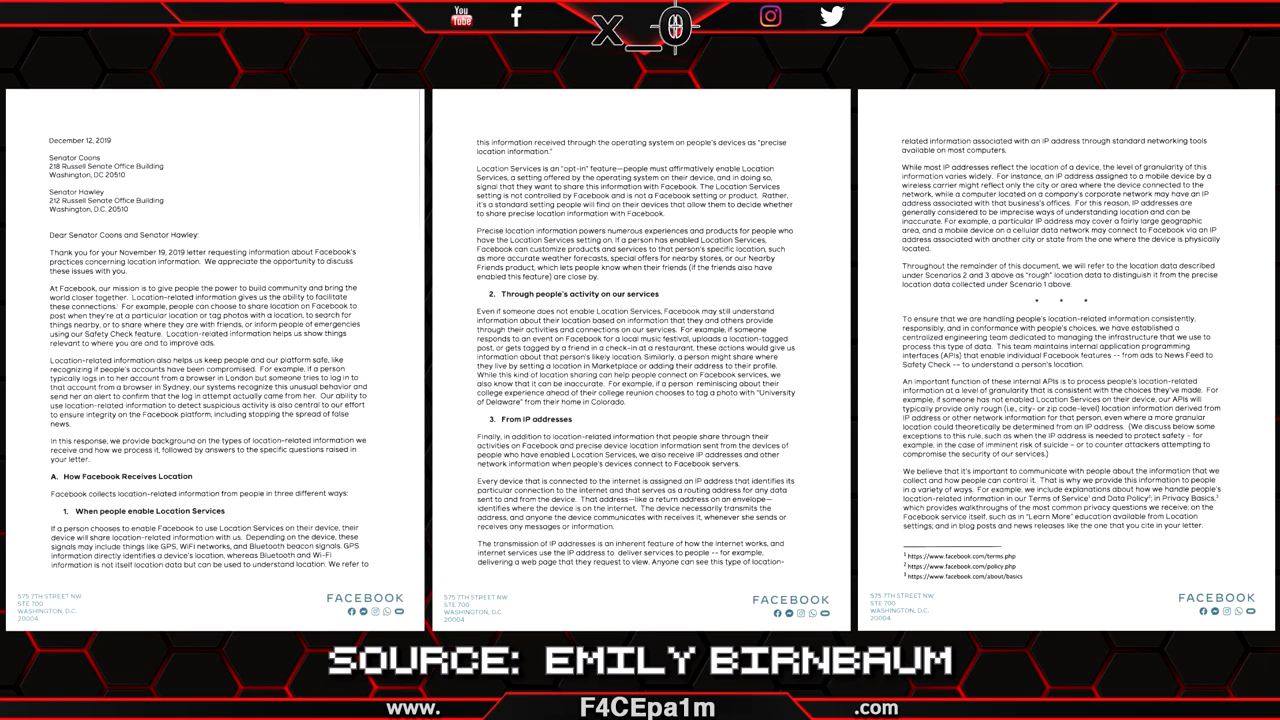 You
Tube
X_0
December 12, 2019
Senator Coons
218 Russell Senate Office Building
Washington, DC 20510
Senator Hawley
212 Russell Senate Office Building
Washington, D.C. 20510
Dear Senator Coons and Senator Hawley:
Thank you for your November 19, 2019 letter requesting information about Facebook's
practices concerning location information. We appreciate the opportunity to discuss
these issues with you.
At Facebook, our mission is to give people the power to build community and bring the
world closer together. Location-related information gives us the ability to facilitate
these connections. For example, people can choose to share location on Facebook to
post when they're at a particular location or tag photos with a location, to search for
things nearby, or to share where they are with friends, or inform people of emergencies
using our Safety Check feature. Location-related information helps us show things
relevant to where you are and to improve ads.
Location-related information also helps us keep people and our platform safe, like
recognizing if people's accounts have been compromised. For example, if a person
typically logs in to her account from a browser in London but someone tries to log in to
that account from a browser in Sydney, our systems recognize this unusual behavior and
send her an alert to confirm that the log in attempt actually came from her. Our ability to
use location-related information to detect suspicious activity is also central to our effort
to ensure integrity on the Facebook platform, including stopping the spread of false
news.
In this response, we provide background on the types of location-related information we
receive and how we process it, followed by answers to the specific questions raised in
your letter.
A. How Facebook Receives Location
Facebook collects location-related information from people in three different ways:
1. When people enable Location Services
If a person chooses to enable Facebook to use Location Services on their device, their
device will share location-related information with us. Depending on the device, these
signals may include things like GPS, WiFi networks, and Bluetooth beacon signals. GPS
information directly identifies a device's location, whereas Bluetooth and Wi-Fi
information is not itself location data but can be used to understand location. We refer to
575 7TH STREET NW
STE 700
WASHINGTON, D.C.
20004
FACEBOOK
this information received through the operating system on people's devices as "precise
location information."
Location Services is an "opt-in" feature—people must affirmatively enable Location
Services, a setting offered by the operating system on their device, and in doing so,
signal that they want to share this information with Facebook. The Location Services
setting is not controlled by Facebook and is not a Facebook setting or product. Rather,
it's a standard setting people will find on their devices that allow them to decide whether
to share precise location information with Facebook.
Precise location information powers numerous experiences and products for people who
have the Location Services setting on. If a person has enabled Location Services,
Facebook can customize products and services to that person's specific location, such
as more accurate weather forecasts, special offers for nearby stores, or our Nearby
Friends product, which lets people know when their friends (if the friends also have
enabled this feature) are close by.
2. Through people's activity on our services
Even if someone does not enable Location Services, Facebook may still understand
information about their location based on information that they and others provide
through their activities and connections on our services. For example, if someone
responds to an event on Facebook for a local music festival, uploads a location-tagged
post, or gets tagged by a friend in a check-in at a restaurant, these actions would give us
information about that person's likely location. Similarly, a person might share where
they live by setting a location in Marketplace or adding their address to their profile.
While this kind of location sharing can help people connect on Facebook services, we
also know that it can be inaccurate. For example, if a person reminiscing about their
college experience ahead of their college reunion chooses to tag a photo with "University
of Delaware" from their home in Colorado.
3. From IP addresses
Finally, in addition to location-related information that people share through their
activities on Facebook and precise device location information sent from the devices of
people who have enabled Location Services, we also receive IP addresses and other
network information when people's devices connect to Facebook servers.
Every device that is connected to the internet is assigned an IP address that identifies its
particular connection to the internet and that serves as a routing address for any data
sent to and from the device. That address—like a return address on an envelope—
identifies where the device is on the internet. The device necessarily transmits the
address, and anyone the device communicates with receives it, whenever she sends or
receives any messages or information.
The transmission of IP addresses is an inherent feature of how the internet works, and
internet services use the IP address to deliver services to people -- for example,
delivering a web page that they request to view. Anyone can see this type of location-
575 7TH STREET NW
STE 700
WASHINGTON, D.C.
20004
FACEBOOK
related information associated with an IP address through standard networking tools
available on most computers.
While most IP addresses reflect the location of a device, the level of granularity of this
information varies widely. For instance, an IP address assigned to a mobile device by a
wireless carrier might reflect only the city or area where the device connected to the
network, while a computer located on a company's corporate network may have an IP
address associated with that business's offices. For this reason, IP addresses are
generally considered to be imprecise ways of understanding location and can be
inaccurate. For example, a particular IP address may cover a fairly large geographic
area, and a mobile device on a cellular data network may connect to Facebook via an IP
address associated with another city or state from the one where the device is physically
located.
Throughout the remainder of this document, we will refer to the location data described
under Scenarios 2 and 3 above as "rough" location data to distinguish it from the precise
location data collected under Scenario 1 above.
* * *
To ensure that we are handling people's location-related information consistently,
responsibly, and in conformance with people's choices, we have established a
centralized engineering team dedicated to managing the infrastructure that we use to
process this type of data. This team maintains internal application programming
interfaces (APIs) that enable individual Facebook features -- from ads to News Feed to
Safety Check -- to understand a person's location.
An important function of these internal APIs is to process people's location-related
information at a level of granularity that is consistent with the choices they've made. For
example, if someone has not enabled Location Services on their device, our APIs will
typically provide only rough (i.e., city- or zip code-level) location information derived from
IP address or other network information for that person, even where a more granular
location could theoretically be determined from an IP address. (We discuss below some
exceptions to this rule, such as when the IP address is needed to protect safety – for
example, in the case of imminent risk of suicide – or to counter attackers attempting to
compromise the security of our services.)
We believe that it's important to communicate with people about the information that we
collect and how people can control it. That is why we provide this information to people
in a variety of ways. For example, we include explanations about how we handle people's
location-related information in our Terms of Service¹ and Data Policy²; in Privacy Basics,³
which provides walkthroughs of the most common privacy questions we receive; on the
Facebook service itself, such as in "Learn More" education available from Location
settings; and in blog posts and news releases like the one that you cite in your letter.
¹ https://www.facebook.com/terms.php
² https://www.facebook.com/policy.php
³ https://www.facebook.com/about/basics
575 7TH STREET NW
STE 700
WASHINGTON, D.C.
20004
FACEBOOK
SOURCE: EMILY BIRNBAUM
www. F4CEpa1m .com